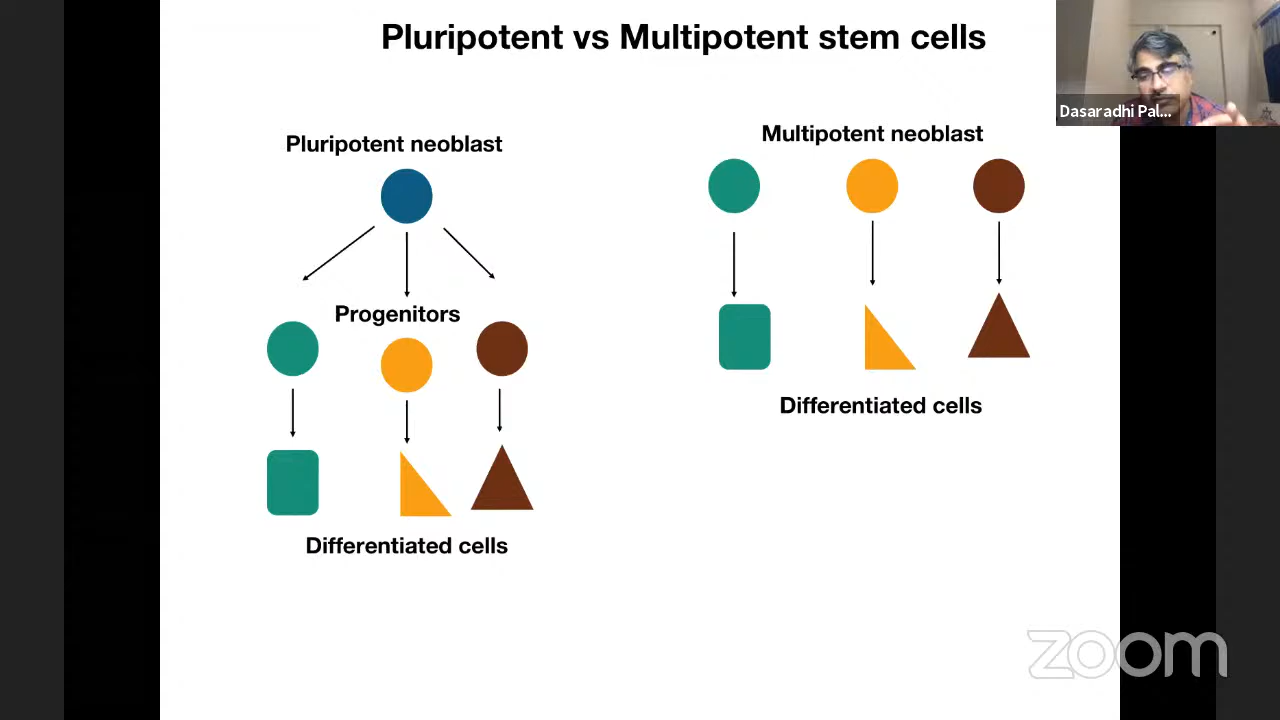 Pluripotent vs Multipotent stem cells
Dasaradhi Pal...
Pluripotent neoblast
Multipotent neoblast
Progenitors
Differentiated cells
Differentiated cells
zoom